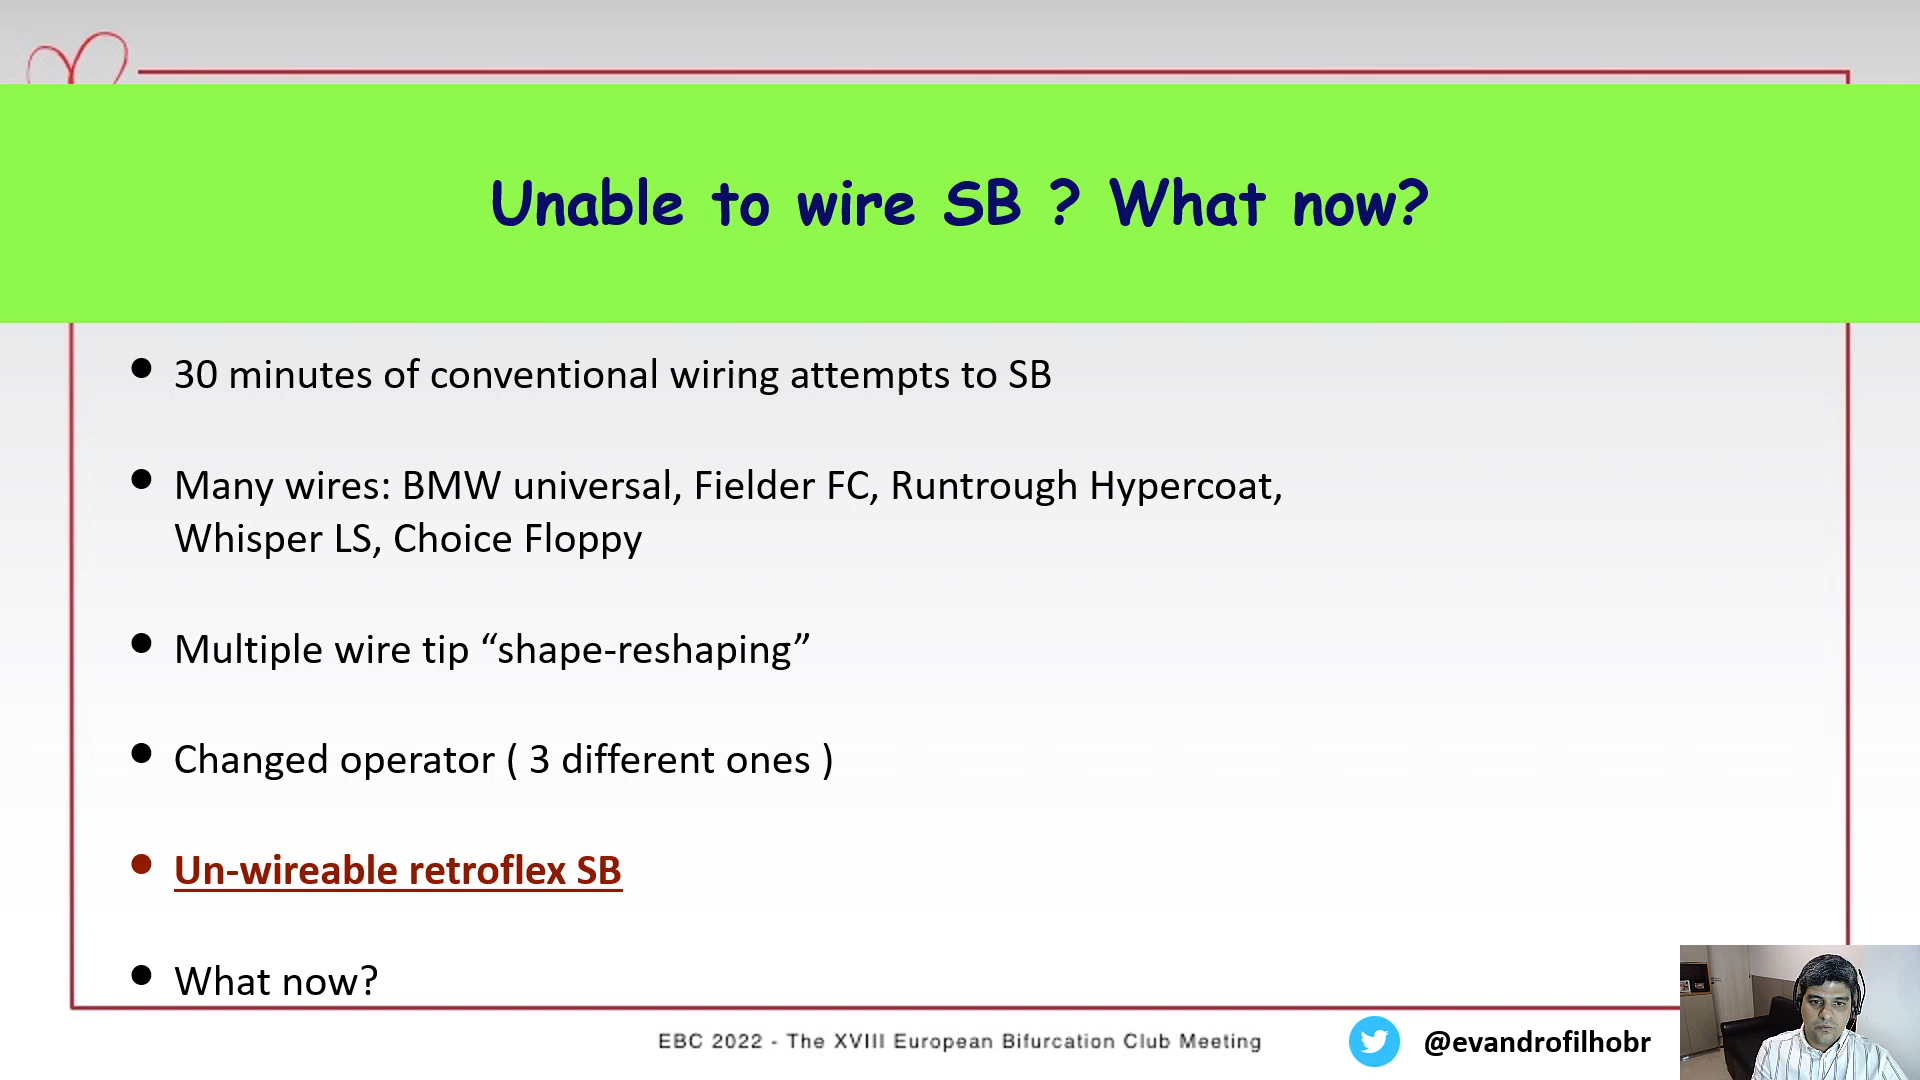 Unable to wire SB ? What now?
30 minutes of conventional wiring attempts to SB
Many wires: BMW universal, Fielder FC, Runtrough Hypercoat,
Whisper LS, Choice Floppy
Multiple wire tip “shape-reshaping”
Changed operator ( 3 different ones )
Un-wireable retroflex SB
What now?
EBC 2022 - The XVIII European Bifurcation Club Meeting
@evandrofilhobr